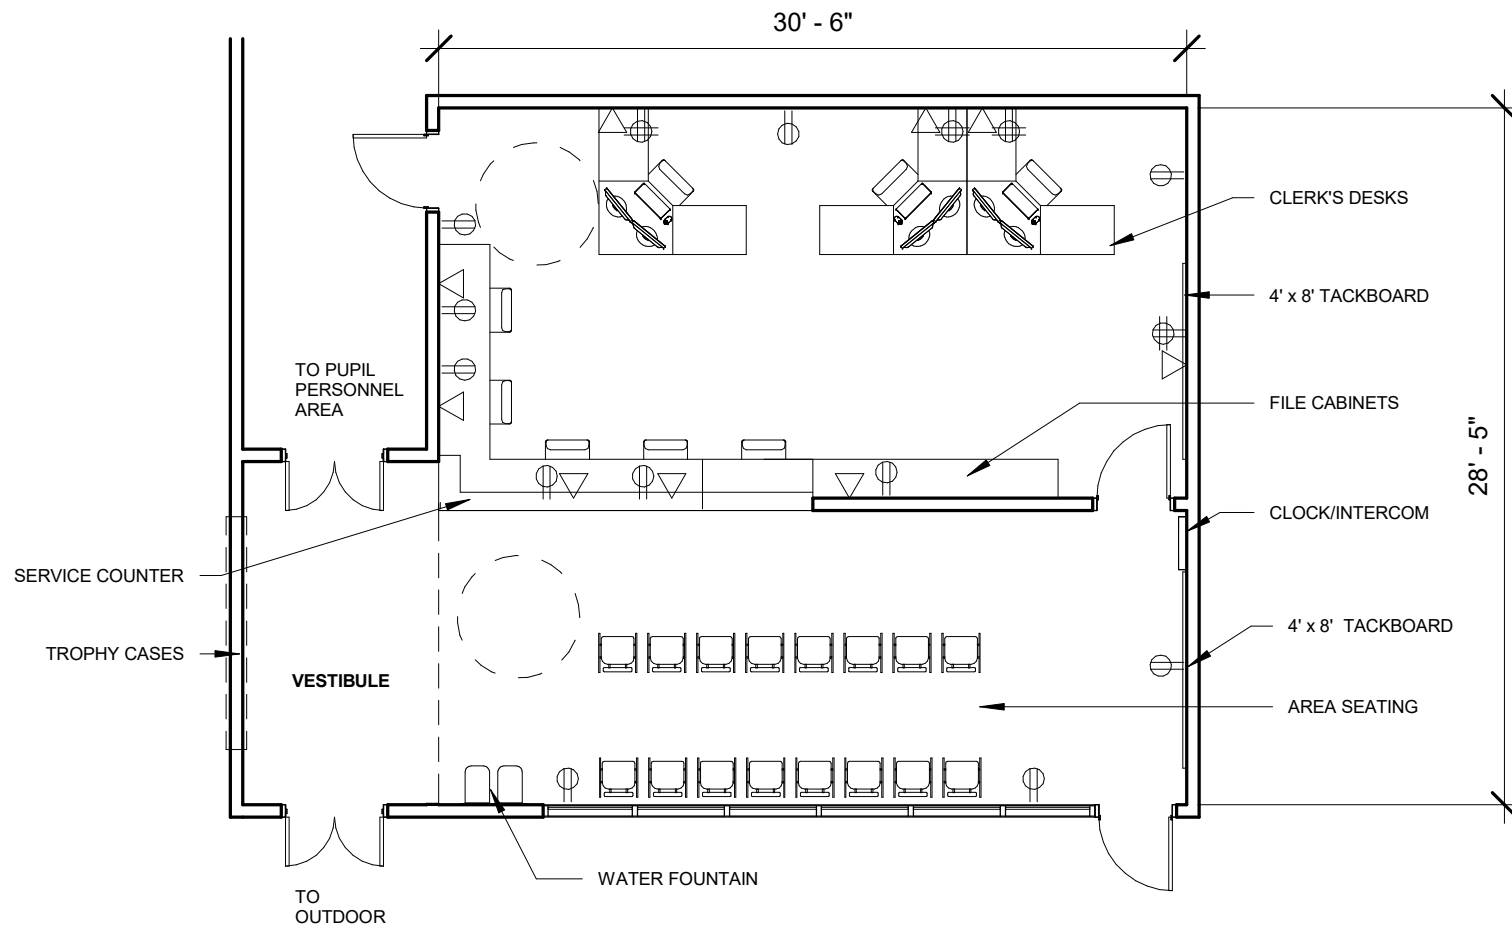 30' - 6"
CLERK'S DESKS
4' x 8' TACKBOARD
TO PUPIL
PERSONNEL
AREA
FILE CABINETS
28' - 5"
CLOCK/INTERCOM
SERVICE COUNTER
4' x 8' TACKBOARD
TROPHY CASES
VESTIBULE
AREA SEATING
WATER FOUNTAIN
TO
OUTDOOR